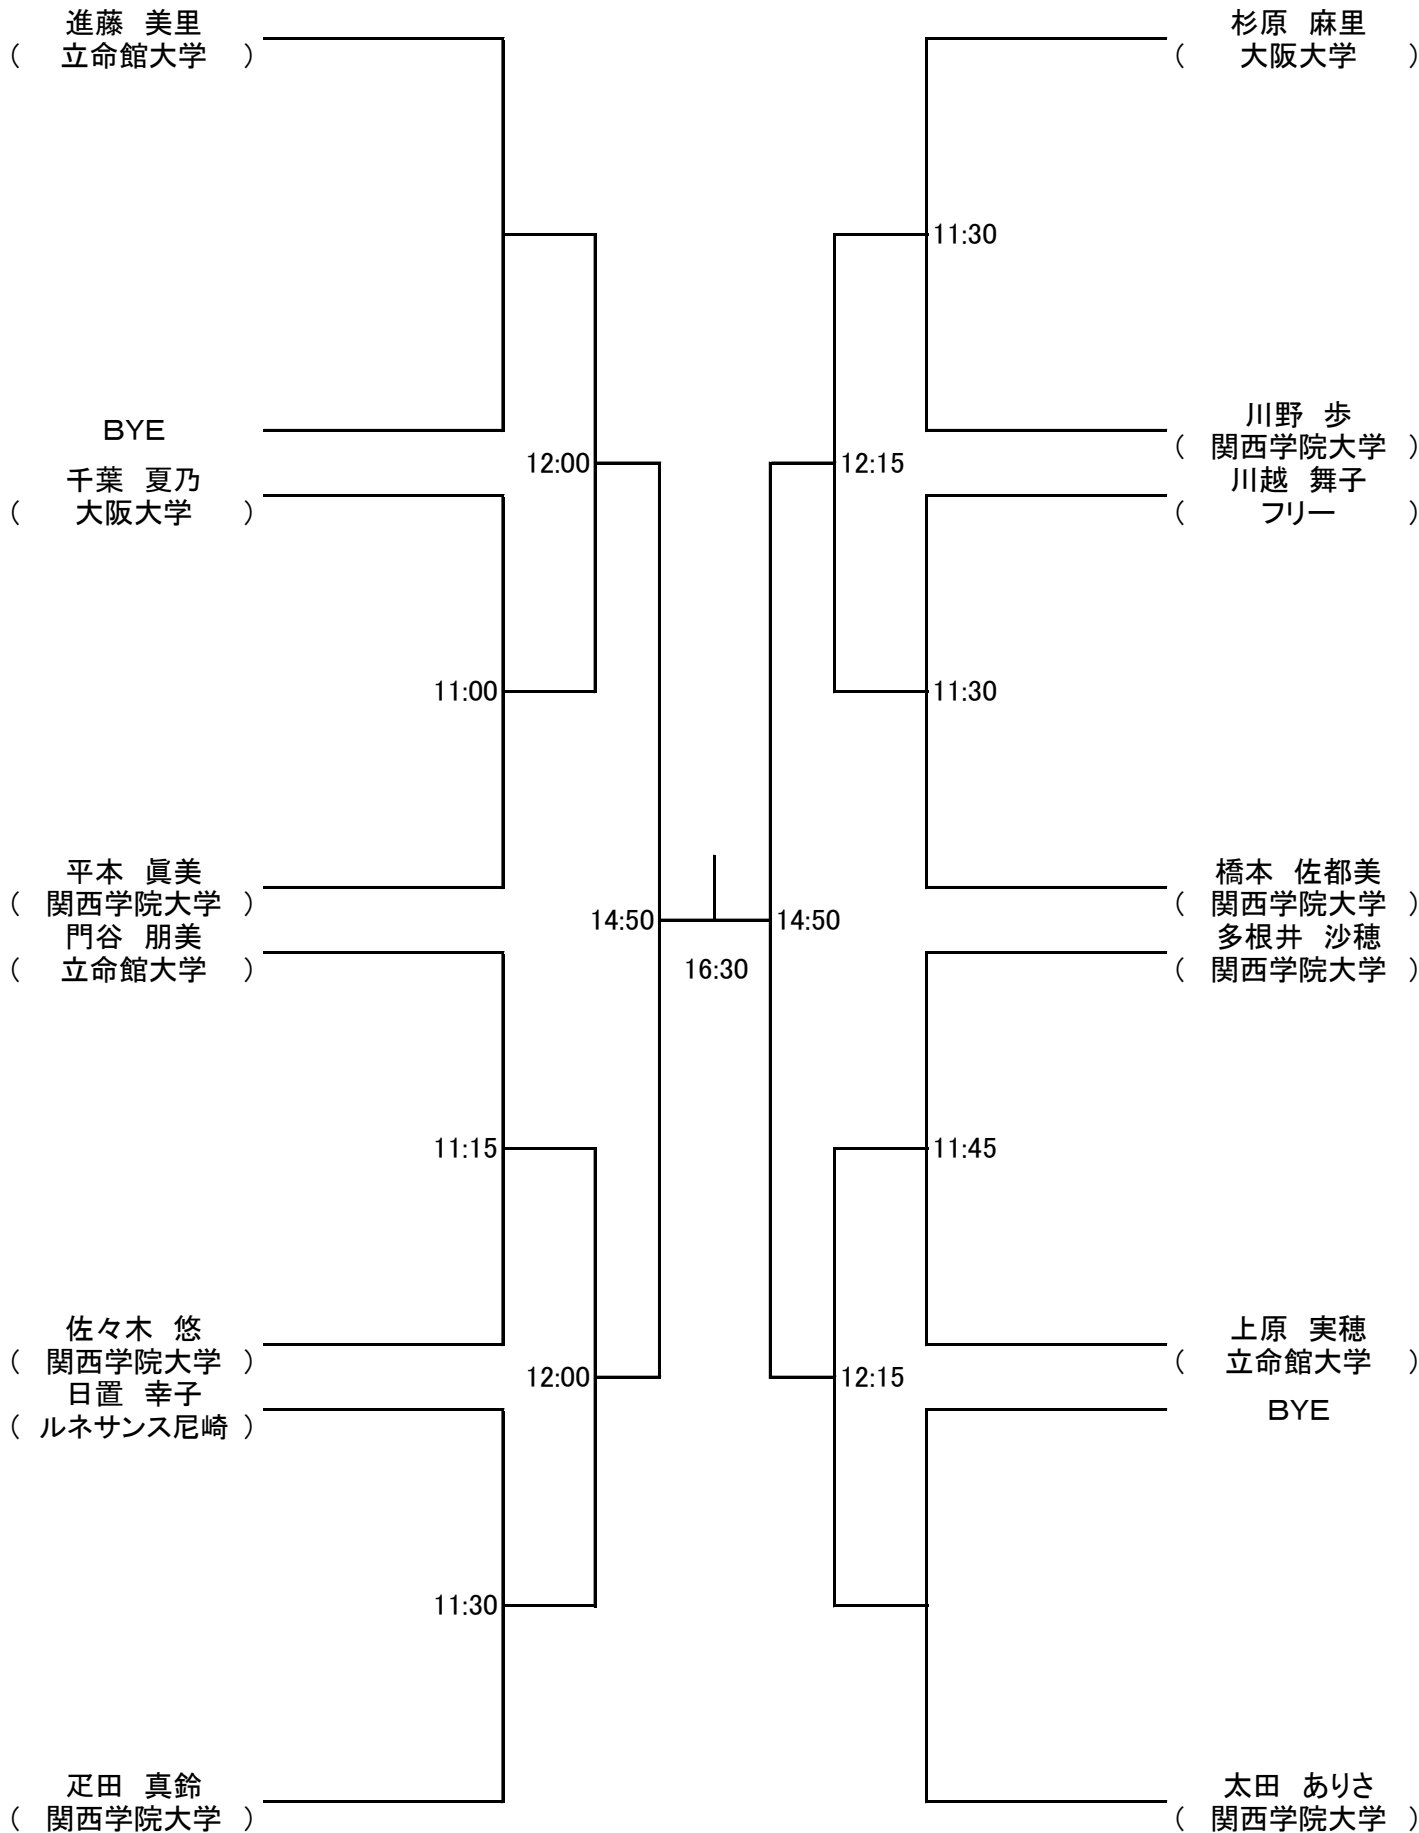 進藤　美里
（　立命館大学　）
BYE
千葉　夏乃
（　大阪大学　）
平本　眞美
（　関西学院大学　）
門谷　朋美
（　立命館大学　）
佐々木　悠
（　関西学院大学　）
日置　幸子
（　ルネサンス尼崎　）
疋田　真鈴
（　関西学院大学　）
11:00
11:15
11:30
12:00
12:00
14:50
16:30
14:50
12:15
12:15
11:30
11:30
11:45
杉原　麻里
（　大阪大学　）
川野　歩
（　関西学院大学　）
川越　舞子
（　フリー　）
橋本　佐都美
（　関西学院大学　）
多根井　沙穂
（　関西学院大学　）
上原　実穂
（　立命館大学　）
BYE
太田　ありさ
（　関西学院大学　）